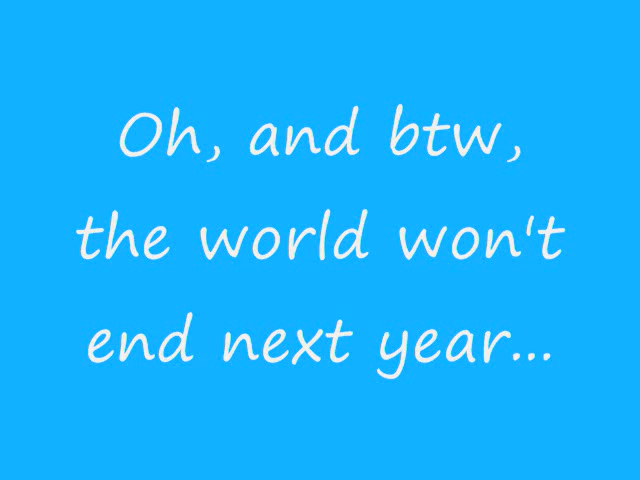 Oh, and btw,
the world won't
end next year...